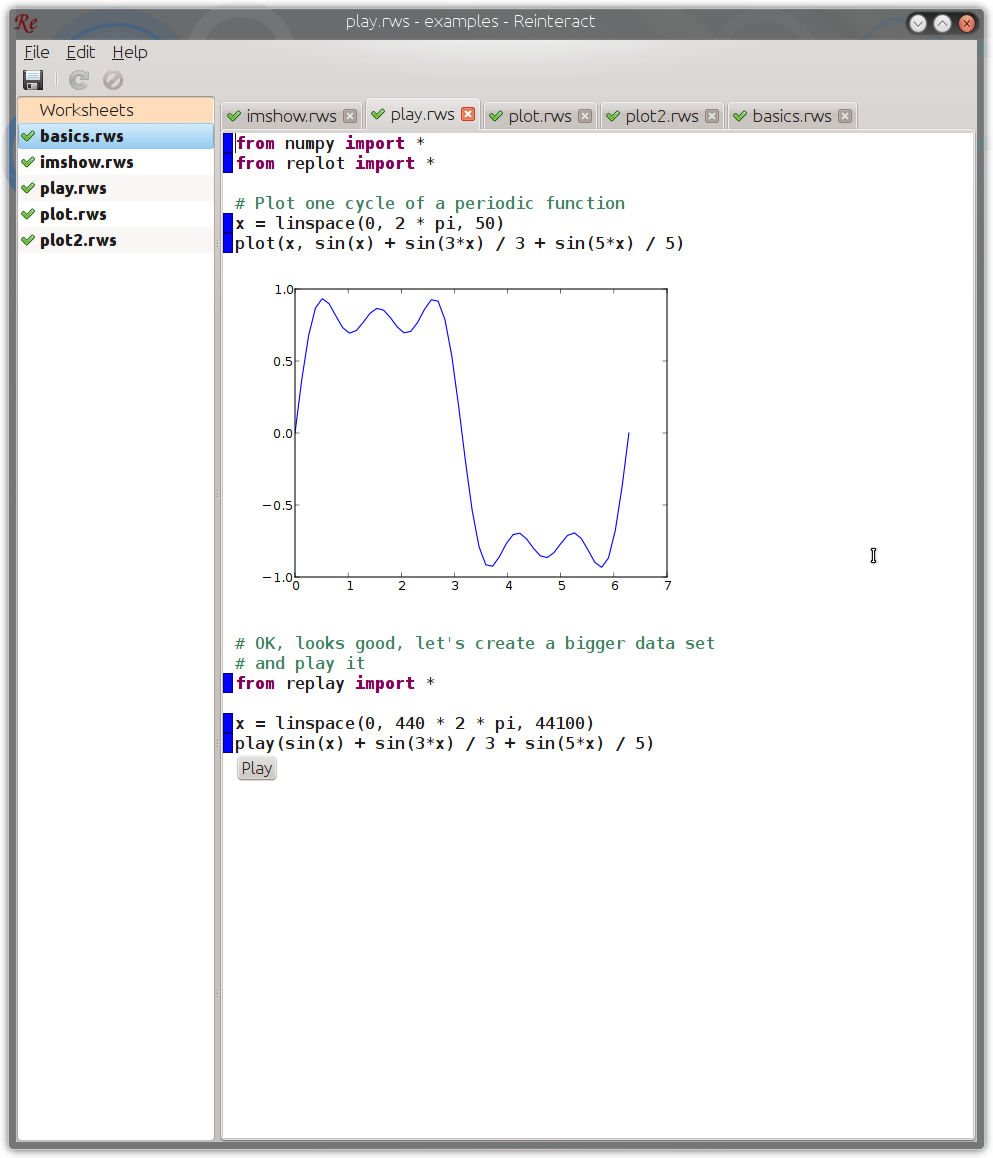 Re play.rws - examples - Reinteract
File Edit Help
Worksheets
basics.rws
imshow.rws
play.rws
plot.rws
plot2.rws
imshow.rws play.rws plot.rws plot2.rws basics.rws
from numpy import *
from replot import *
# Plot one cycle of a periodic function
x = linspace(0, 2 * pi, 50)
plot(x, sin(x) + sin(3*x) / 3 + sin(5*x) / 5)
1.0
0.5
0.0
−0.5
−1.0
0 1 2 3 4 5 6 7
# OK, looks good, let's create a bigger data set
# and play it
from replay import *
x = linspace(0, 440 * 2 * pi, 44100)
play(sin(x) + sin(3*x) / 3 + sin(5*x) / 5)
Play